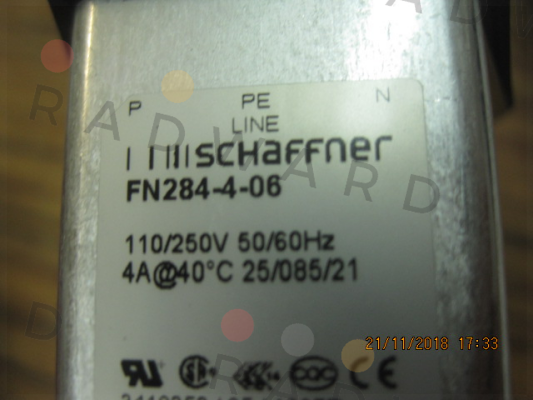 P PE N
LINE
SCHAFFNER
FN284-4-06
110/250V 50/60Hz
4A@40°C 25/085/21
21/11/2018 17:33
RADWARD